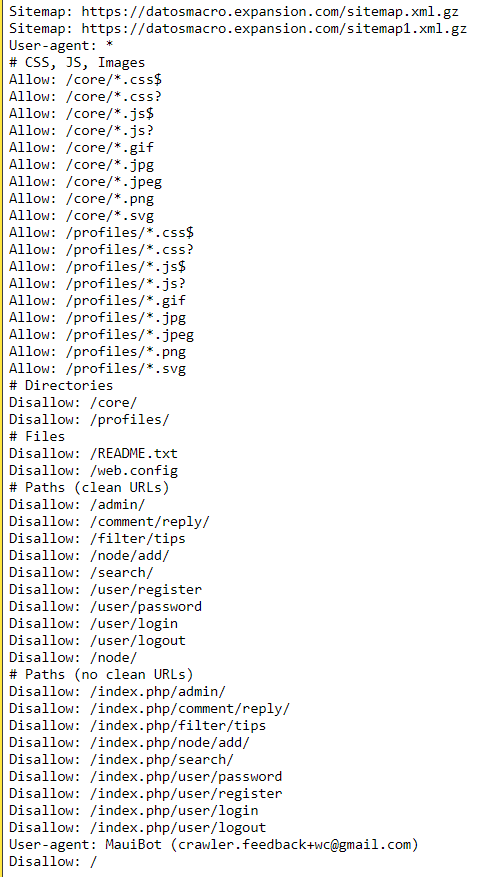 Sitemap: https://datosmacro.expansion.com/sitemap.xml.gz
Sitemap: https://datosmacro.expansion.com/sitemap1.xml.gz
User-agent: *
# CSS, JS, Images
Allow: /core/*.css$
Allow: /core/*.css?
Allow: /core/*.js$
Allow: /core/*.js?
Allow: /core/*.gif
Allow: /core/*.jpg
Allow: /core/*.jpeg
Allow: /core/*.png
Allow: /core/*.svg
Allow: /profiles/*.css$
Allow: /profiles/*.css?
Allow: /profiles/*.js$
Allow: /profiles/*.js?
Allow: /profiles/*.gif
Allow: /profiles/*.jpg
Allow: /profiles/*.jpeg
Allow: /profiles/*.png
Allow: /profiles/*.svg
# Directories
Disallow: /core/
Disallow: /profiles/
# Files
Disallow: /README.txt
Disallow: /web.config
# Paths (clean URLs)
Disallow: /admin/
Disallow: /comment/reply/
Disallow: /filter/tips
Disallow: /node/add/
Disallow: /search/
Disallow: /user/register
Disallow: /user/password
Disallow: /user/login
Disallow: /user/logout
Disallow: /node/
# Paths (no clean URLs)
Disallow: /index.php/admin/
Disallow: /index.php/comment/reply/
Disallow: /index.php/filter/tips
Disallow: /index.php/node/add/
Disallow: /index.php/search/
Disallow: /index.php/user/password
Disallow: /index.php/user/register
Disallow: /index.php/user/login
Disallow: /index.php/user/logout
User-agent: MauiBot (crawler.feedback+wc@gmail.com)
Disallow: /